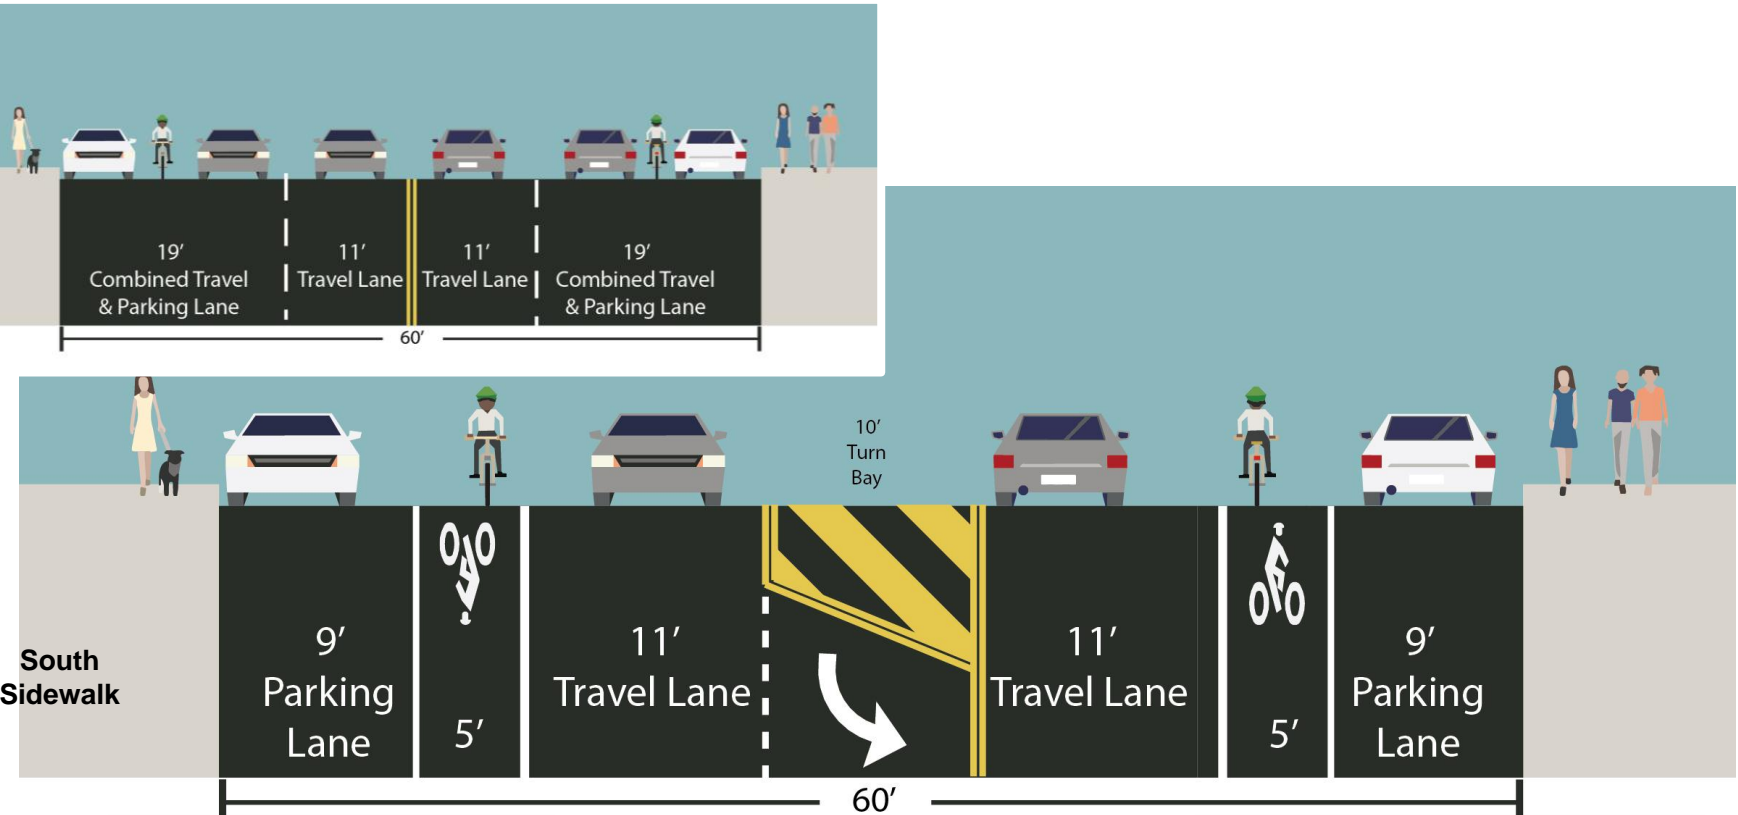 19′
Combined Travel
& Parking Lane
11′
Travel Lane
11′
Travel Lane
19′
Combined Travel
& Parking Lane
60′
10′
Turn
Bay
South
Sidewalk
9′
Parking
Lane
5′
11′
Travel Lane
11′
Travel Lane
5′
9′
Parking
Lane
60′